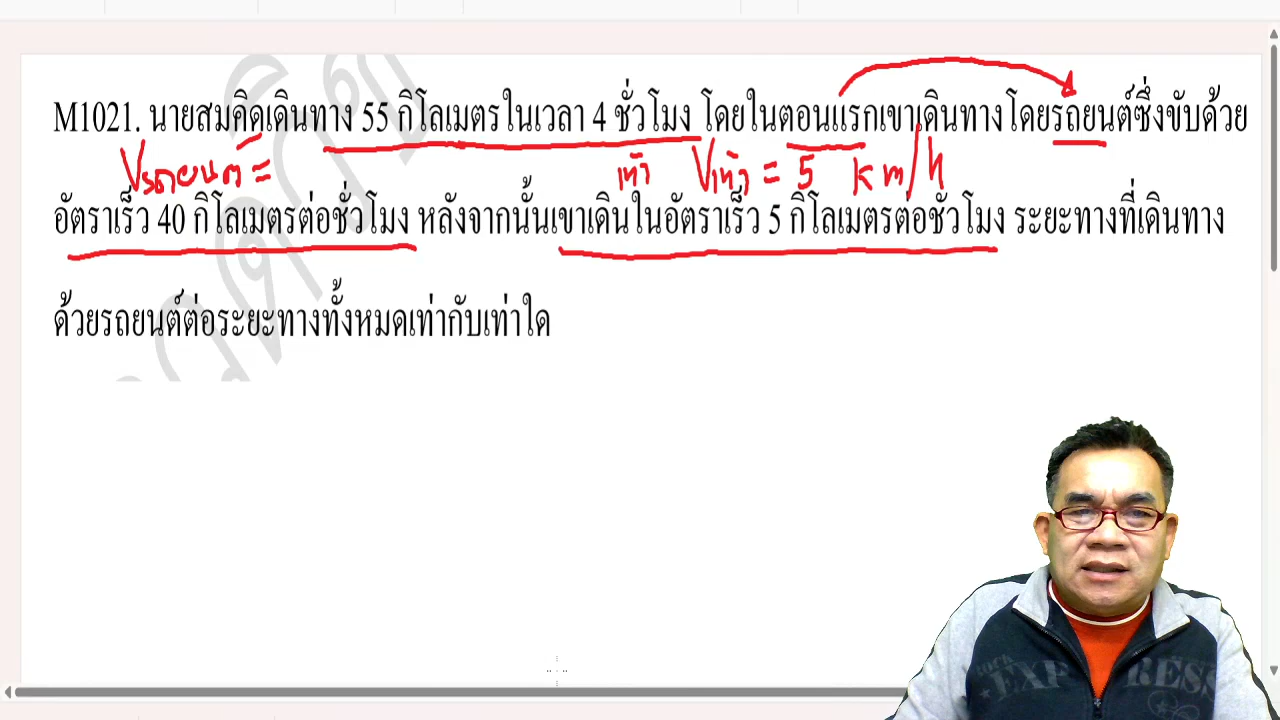 M1021. นายสมคิดเดินทาง 55 กิโลเมตรในเวลา 4 ชั่วโมง โดยในตอนแรกเขาเดินทางโดยรถยนต์ซึ่งขับด้วย
Vรถยนต์ =
เท้า Vเท้า = 5 km/h
อัตราเร็ว 40 กิโลเมตรต่อชั่วโมง หลังจากนั้นเขาเดินในอัตราเร็ว 5 กิโลเมตรต่อชั่วโมง ระยะทางที่เดินทาง
ด้วยรถยนต์ต่อระยะทางทั้งหมดเท่ากับเท่าใด
EXPRESS